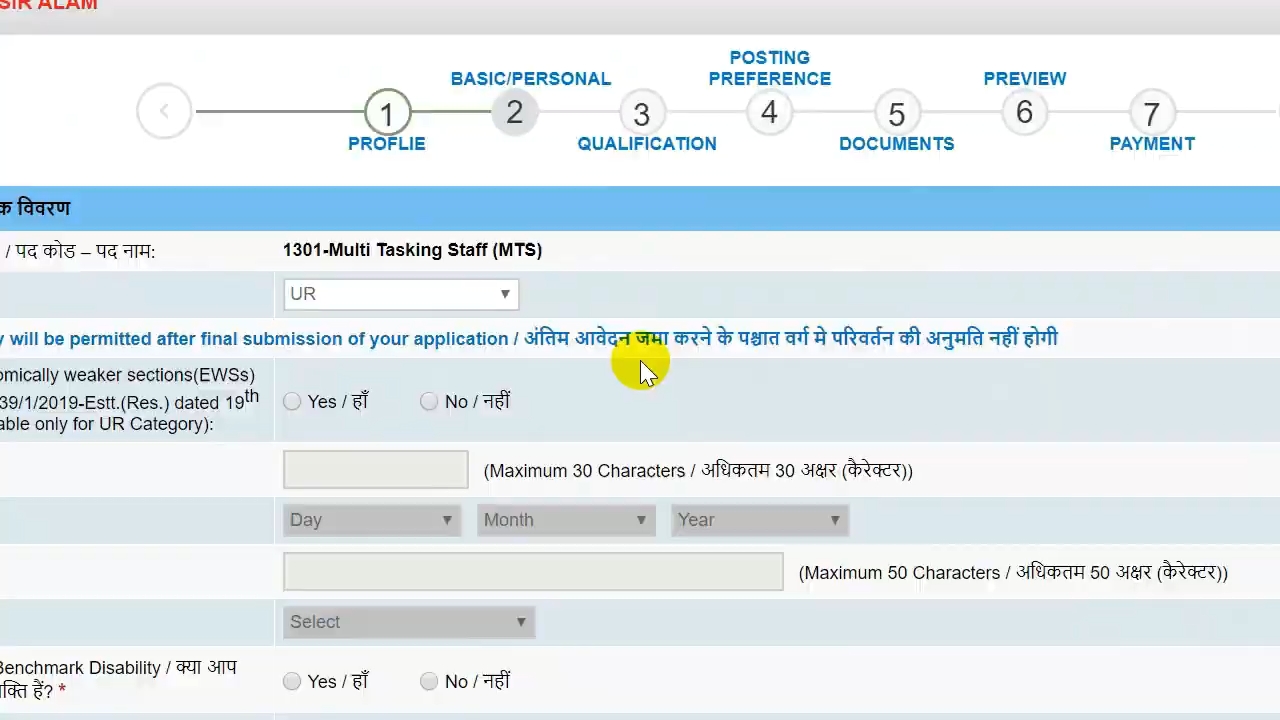 SIR ALAM
POSTING
BASIC/PERSONAL PREFERENCE PREVIEW
1 2 3 4 5 6 7
PROFLIE QUALIFICATION DOCUMENTS PAYMENT
क विवरण
/ पद कोड – पद नाम: 1301-Multi Tasking Staff (MTS)
UR
y will be permitted after final submission of your application / अंतिम आवेदन जमा करने के पश्चात वर्ग मे परिवर्तन की अनुमति नहीं होगी
omically weaker sections(EWSs)
39/1/2019-Estt.(Res.) dated 19th Yes / हाँ No / नहीं
able only for UR Category):
(Maximum 30 Characters / अधिकतम 30 अक्षर (कैरेक्टर))
Day Month Year
(Maximum 50 Characters / अधिकतम 50 अक्षर (कैरेक्टर))
Select
Benchmark Disability / क्या आप
क्ति हैं? * Yes / हाँ No / नहीं